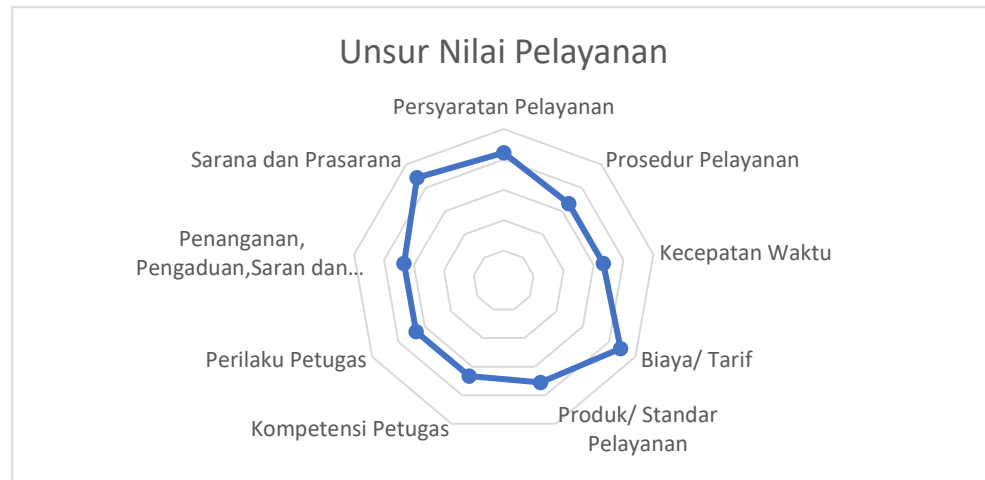 Unsur Nilai Pelayanan
Persyaratan Pelayanan
Prosedur Pelayanan
Kecepatan Waktu
Biaya/ Tarif
Produk/ Standar
Pelayanan
Kompetensi Petugas
Perilaku Petugas
Penanganan,
Pengaduan,Saran dan…
Sarana dan Prasarana